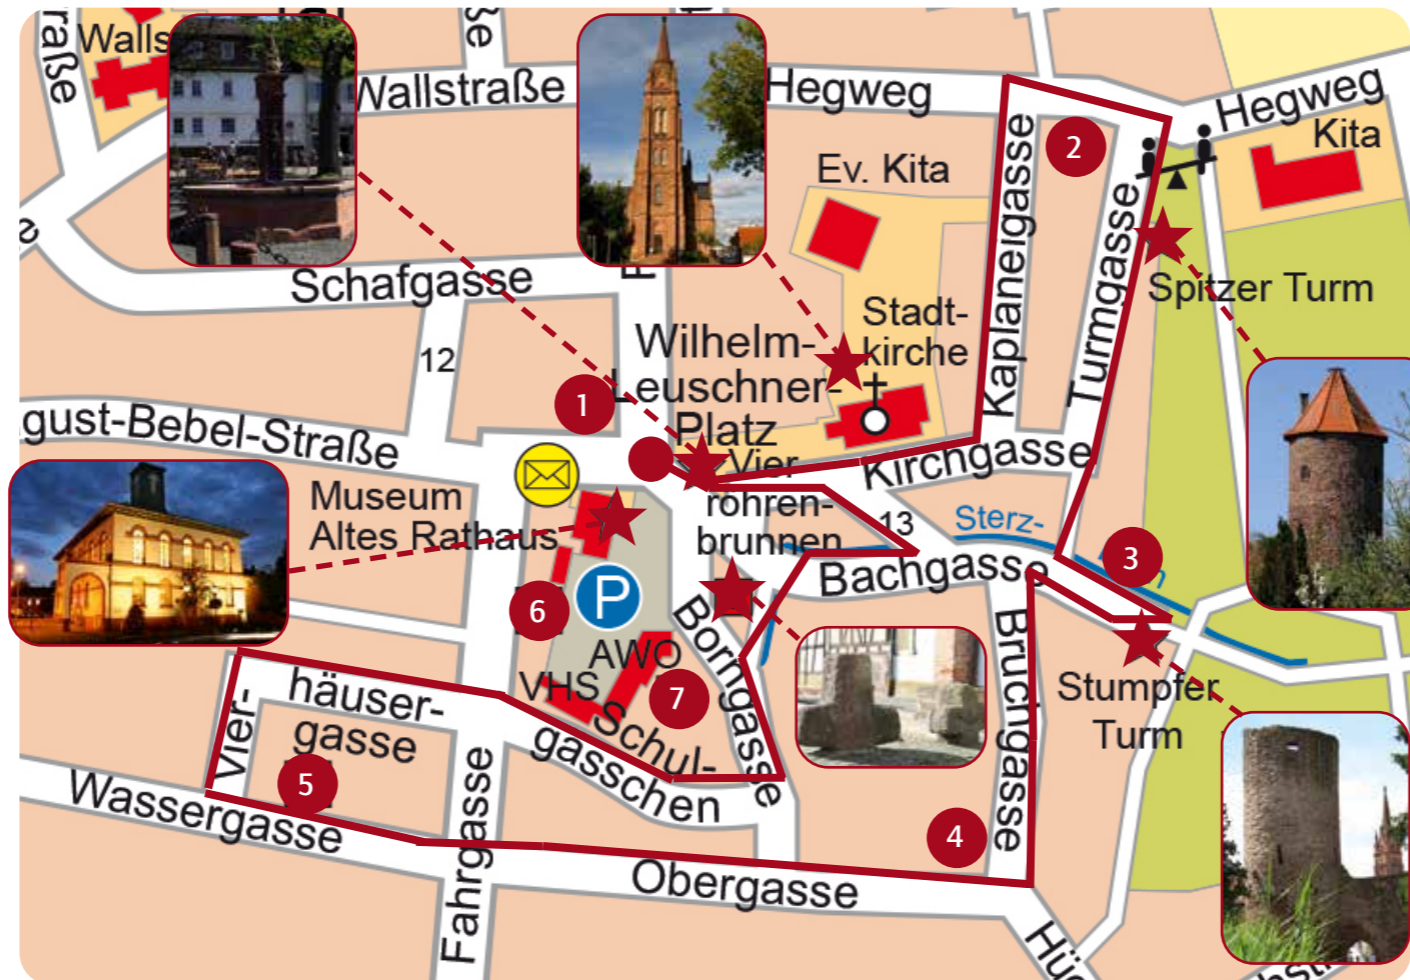 Wallstraße
Hegweg
Hegweg
Kita
2
Ev. Kita
Kaplaneigasse
Turmgasse
Schafgasse
Spitzer Turm
Stadt-
kirche
Wilhelm-
Leuschner-
Platz
12
1
gust-Bebel-Straße
Vier
röhren-
brunnen
Kirchgasse
Museum
Altes Rathaus
13
Sterz-
3
Bachgasse
P
6
Borngasse
Bruchgasse
AWO
VHS
7
Stumpfer
Turm
Vier-
häuser-
gasse
Schul-
gasschen
5
Wassergasse
Fahrgasse
4
Obergasse